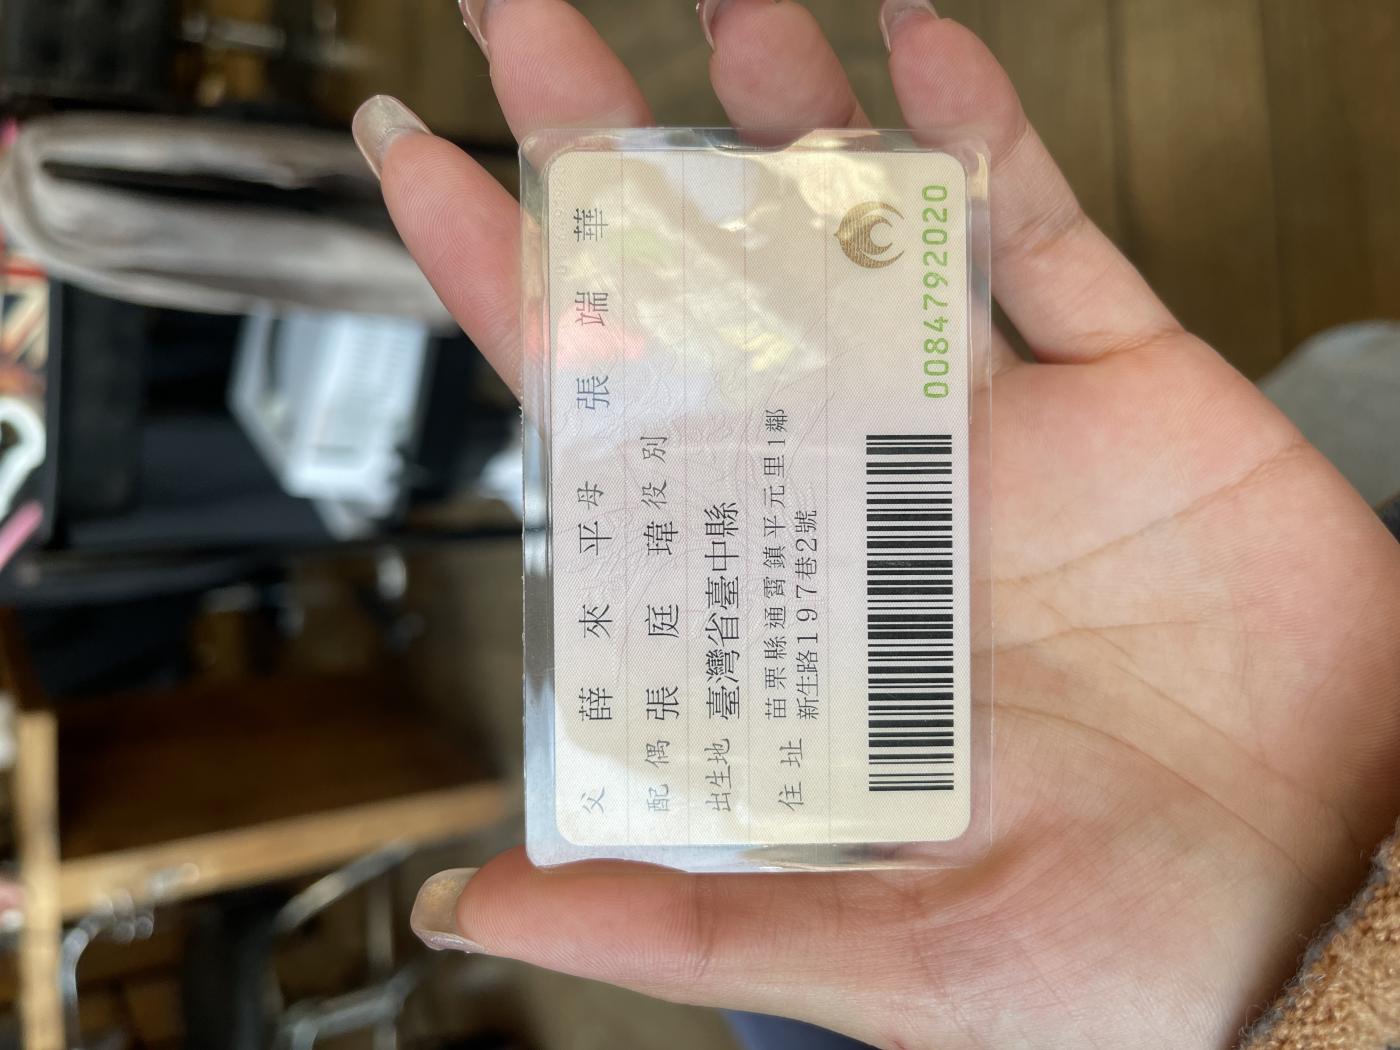 父 薛來平 母 張端華
配偶 張庭瑋 役別
出生地 臺灣省臺中縣
住址 苗栗縣通霄鎮平元里1鄰
新生路197巷2號
0084792020